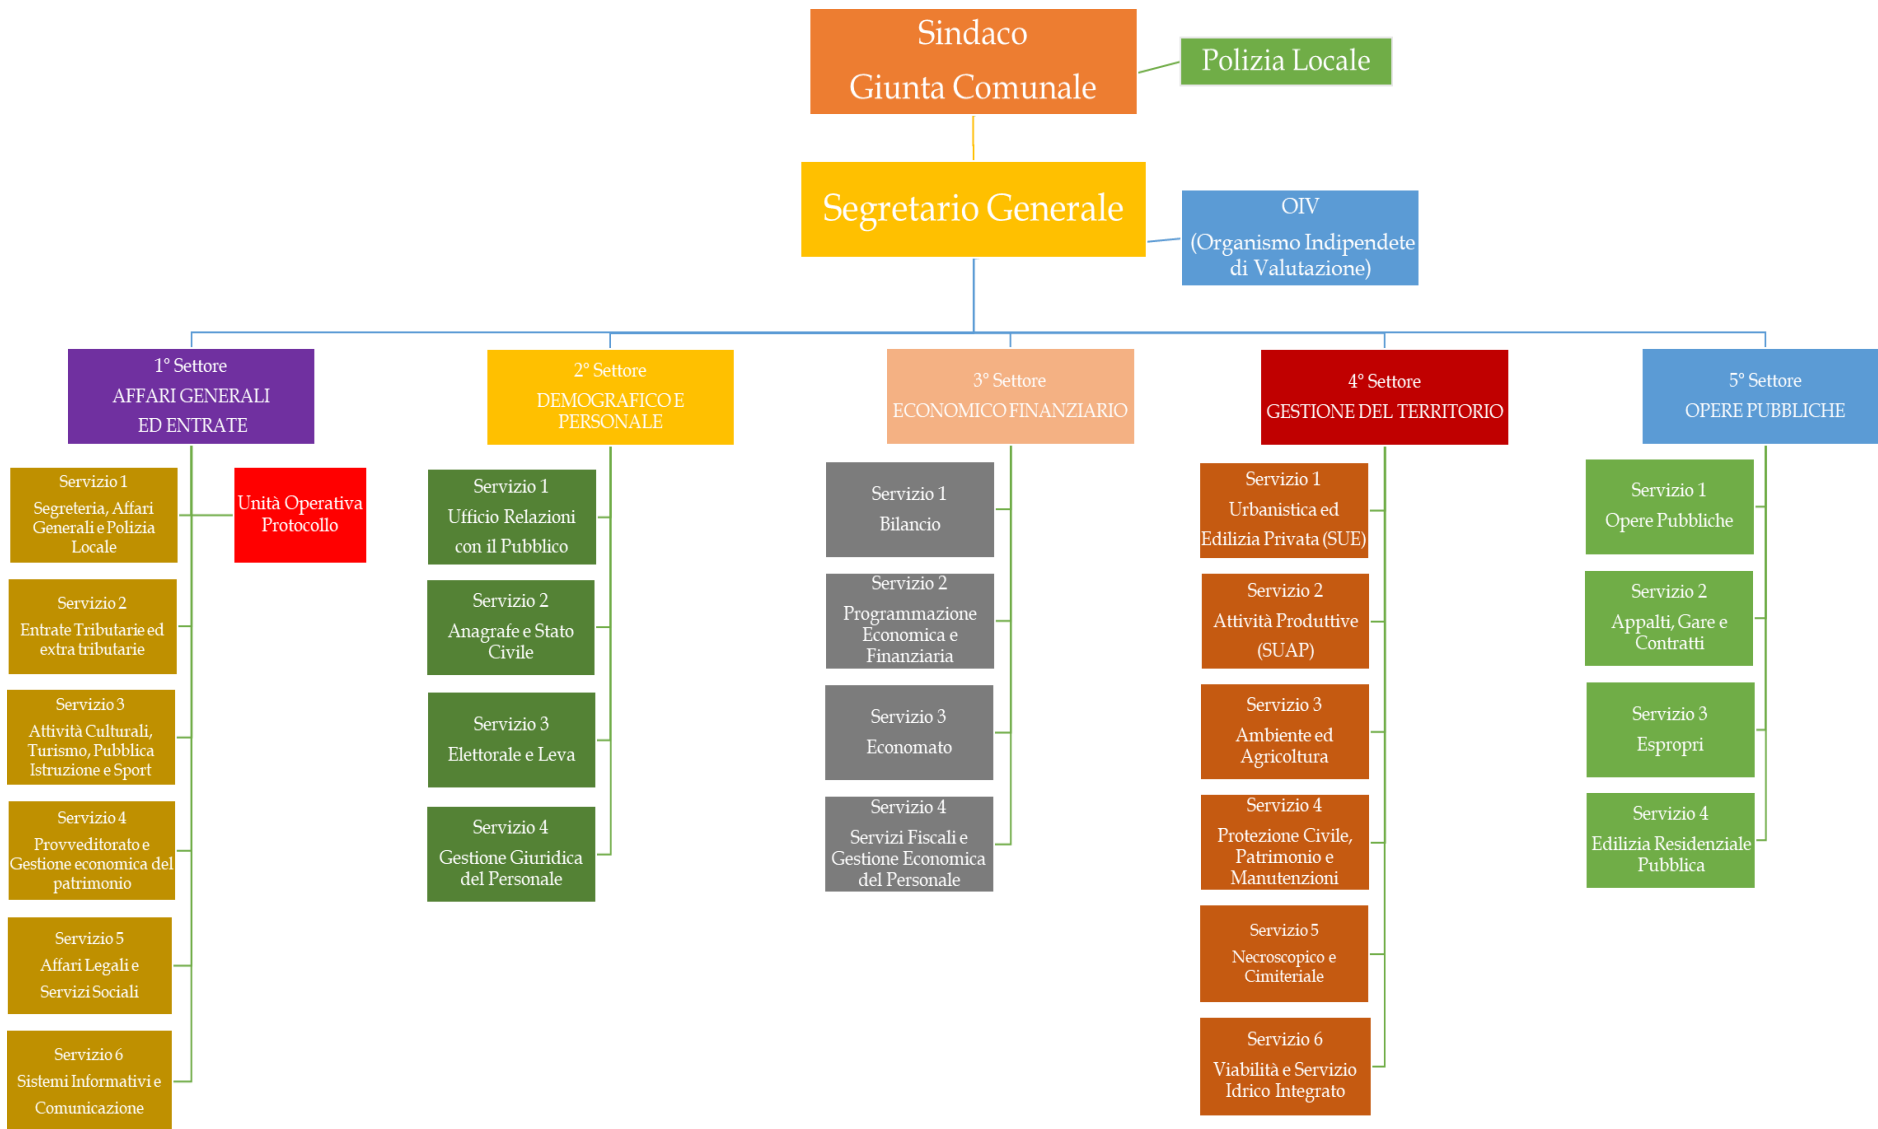 Sindaco
Giunta Comunale
Polizia Locale
Segretario Generale
OIV
(Organismo Indipendete
di Valutazione)
1° Settore
AFFARI GENERALI
ED ENTRATE
2° Settore
DEMOGRAFICO E
PERSONALE
3° Settore
ECONOMICO FINANZIARIO
4° Settore
GESTIONE DEL TERRITORIO
5° Settore
OPERE PUBBLICHE
Servizio 1
Segreteria, Affari
Generali e Polizia
Locale
Unità Operativa
Protocollo
Servizio 2
Entrate Tributarie ed
extra tributarie
Servizio 3
Attività Culturali,
Turismo, Pubblica
Istruzione e Sport
Servizio 4
Provveditorato e
Gestione economica del
patrimonio
Servizio 5
Affari Legali e
Servizi Sociali
Servizio 6
Sistemi Informativi e
Comunicazione
Servizio 1
Ufficio Relazioni
con il Pubblico
Servizio 2
Anagrafe e Stato
Civile
Servizio 3
Elettorale e Leva
Servizio 4
Gestione Giuridica
del Personale
Servizio 1
Bilancio
Servizio 2
Programmazione
Economica e
Finanziaria
Servizio 3
Economato
Servizio 4
Servizi Fiscali e
Gestione Economica
del Personale
Servizio 1
Urbanistica ed
Edilizia Privata (SUE)
Servizio 2
Attività Produttive
(SUAP)
Servizio 3
Ambiente ed
Agricoltura
Servizio 4
Protezione Civile,
Patrimonio e
Manutenzioni
Servizio 5
Necroscopico e
Cimiteriale
Servizio 6
Viabilità e Servizio
Idrico Integrato
Servizio 1
Opere Pubbliche
Servizio 2
Appalti, Gare e
Contratti
Servizio 3
Espropri
Servizio 4
Edilizia Residenziale
Pubblica